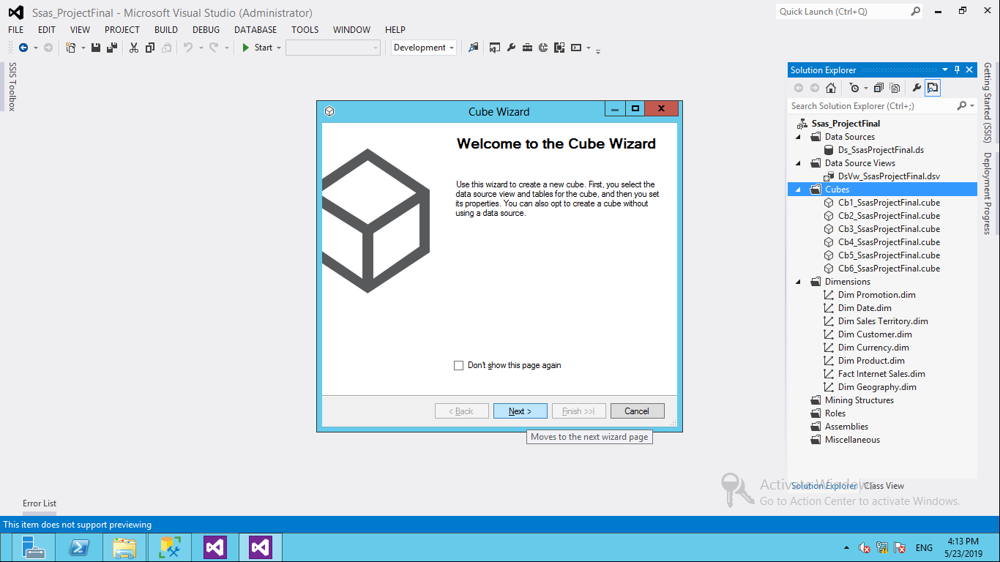 Ssas_ProjectFinal - Microsoft Visual Studio (Administrator)
Quick Launch (Ctrl+Q)
FILE EDIT VIEW PROJECT BUILD DEBUG DATABASE TOOLS WINDOW HELP
Start
Development
SSIS Toolbox
Cube Wizard
Welcome to the Cube Wizard
Use this wizard to create a new cube. First, you select the
data source view and tables for the cube, and then you set
its properties. You can also opt to create a cube without
using a data source.
Don't show this page again
< Back Next > Finish >>| Cancel
Moves to the next wizard page
Solution Explorer
Search Solution Explorer (Ctrl+;)
Ssas_ProjectFinal
Data Sources
Ds_SsasProjectFinal.ds
Data Source Views
DsVw_SsasProjectFinal.dsv
Cubes
Cb1_SsasProjectFinal.cube
Cb2_SsasProjectFinal.cube
Cb3_SsasProjectFinal.cube
Cb4_SsasProjectFinal.cube
Cb5_SsasProjectFinal.cube
Cb6_SsasProjectFinal.cube
Dimensions
Dim Promotion.dim
Dim Date.dim
Dim Sales Territory.dim
Dim Customer.dim
Dim Currency.dim
Dim Product.dim
Fact Internet Sales.dim
Dim Geography.dim
Mining Structures
Roles
Assemblies
Miscellaneous
Solution Explorer Class View
Activate Windows
Go to Action Center to activate Windows.
Getting Started (SSIS)
Deployment Progress
Error List
This item does not support previewing
ENG
4:13 PM
5/23/2019